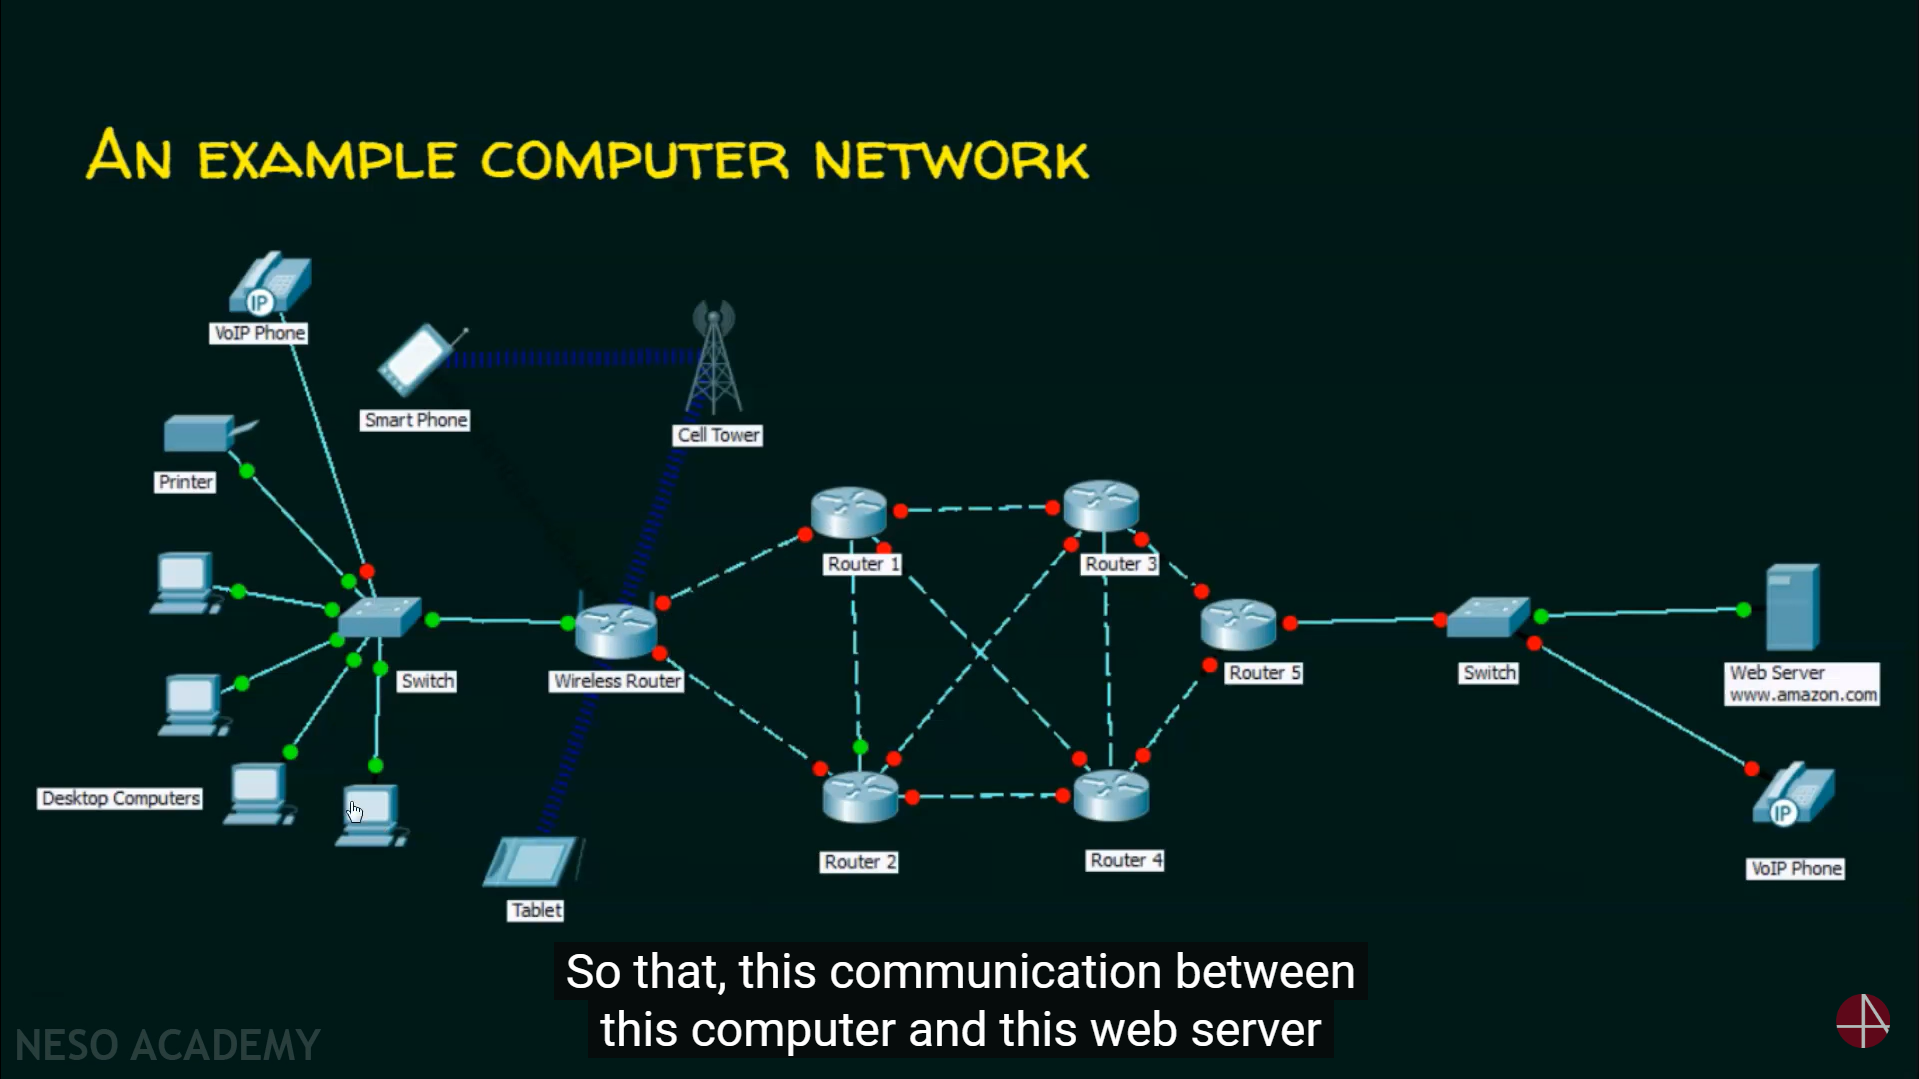 AN EXAMPLE COMPUTER NETWORK
IP
VoIP Phone
Smart Phone
Cell Tower
Printer
Router 1
Router 3
Switch
Wireless Router
Router 5
Switch
Web Server
www.amazon.com
Desktop Computers
Router 2
Router 4
IP
VoIP Phone
Tablet
So that, this communication between
this computer and this web server
NESO ACADEMY